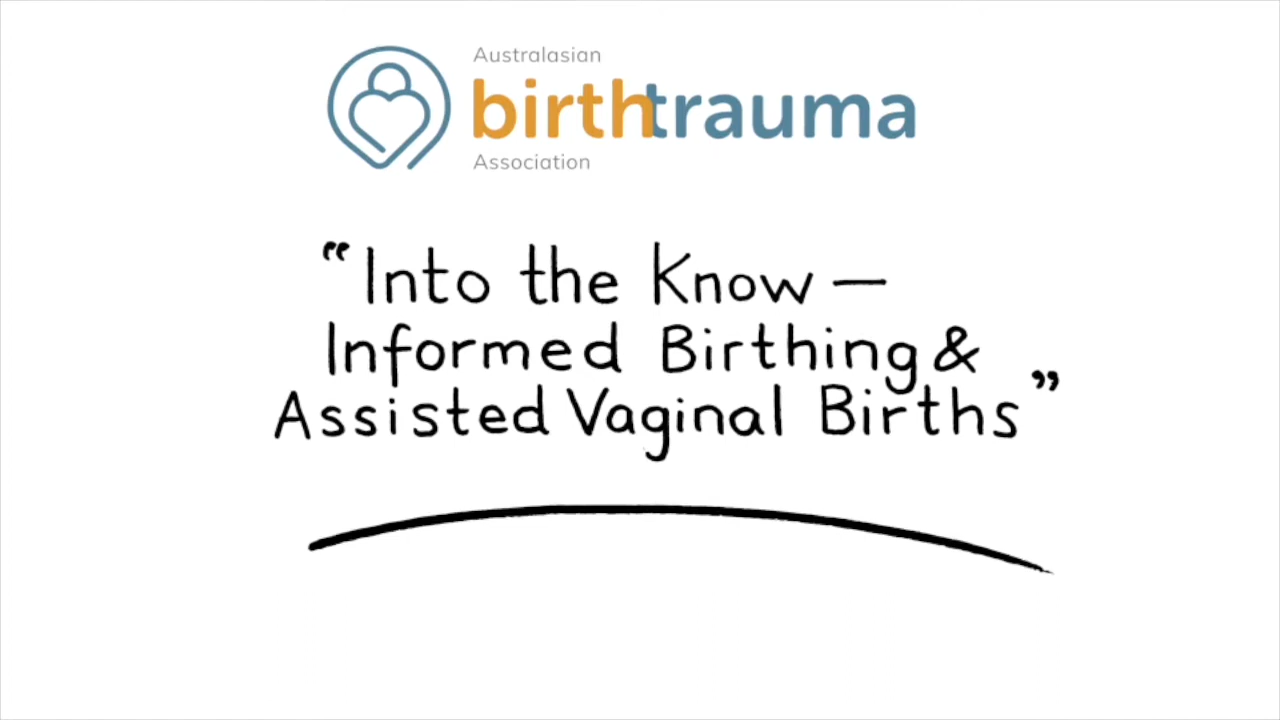 Australasian
birthtrauma
Association
“Into the Know —
Informed Birthing &
Assisted Vaginal Births”